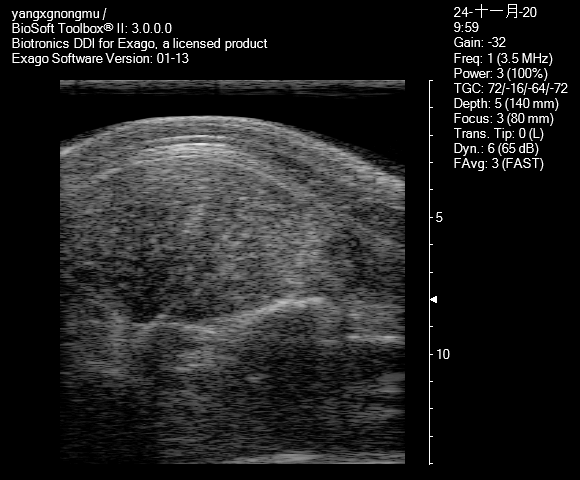 yangxgnongmu /
BioSoft Toolbox® II: 3.0.0.0
Biotronics DDI for Exago, a licensed product
Exago Software Version: 01-13
24-十一月-20
9:59
Gain: -32
Freq: 1 (3.5 MHz)
Power: 3 (100%)
TGC: 72/-16/-64/-72
Depth: 5 (140 mm)
Focus: 3 (80 mm)
Trans. Tip: 0 (L)
Dyn.: 6 (65 dB)
FAvg: 3 (FAST)
5
10